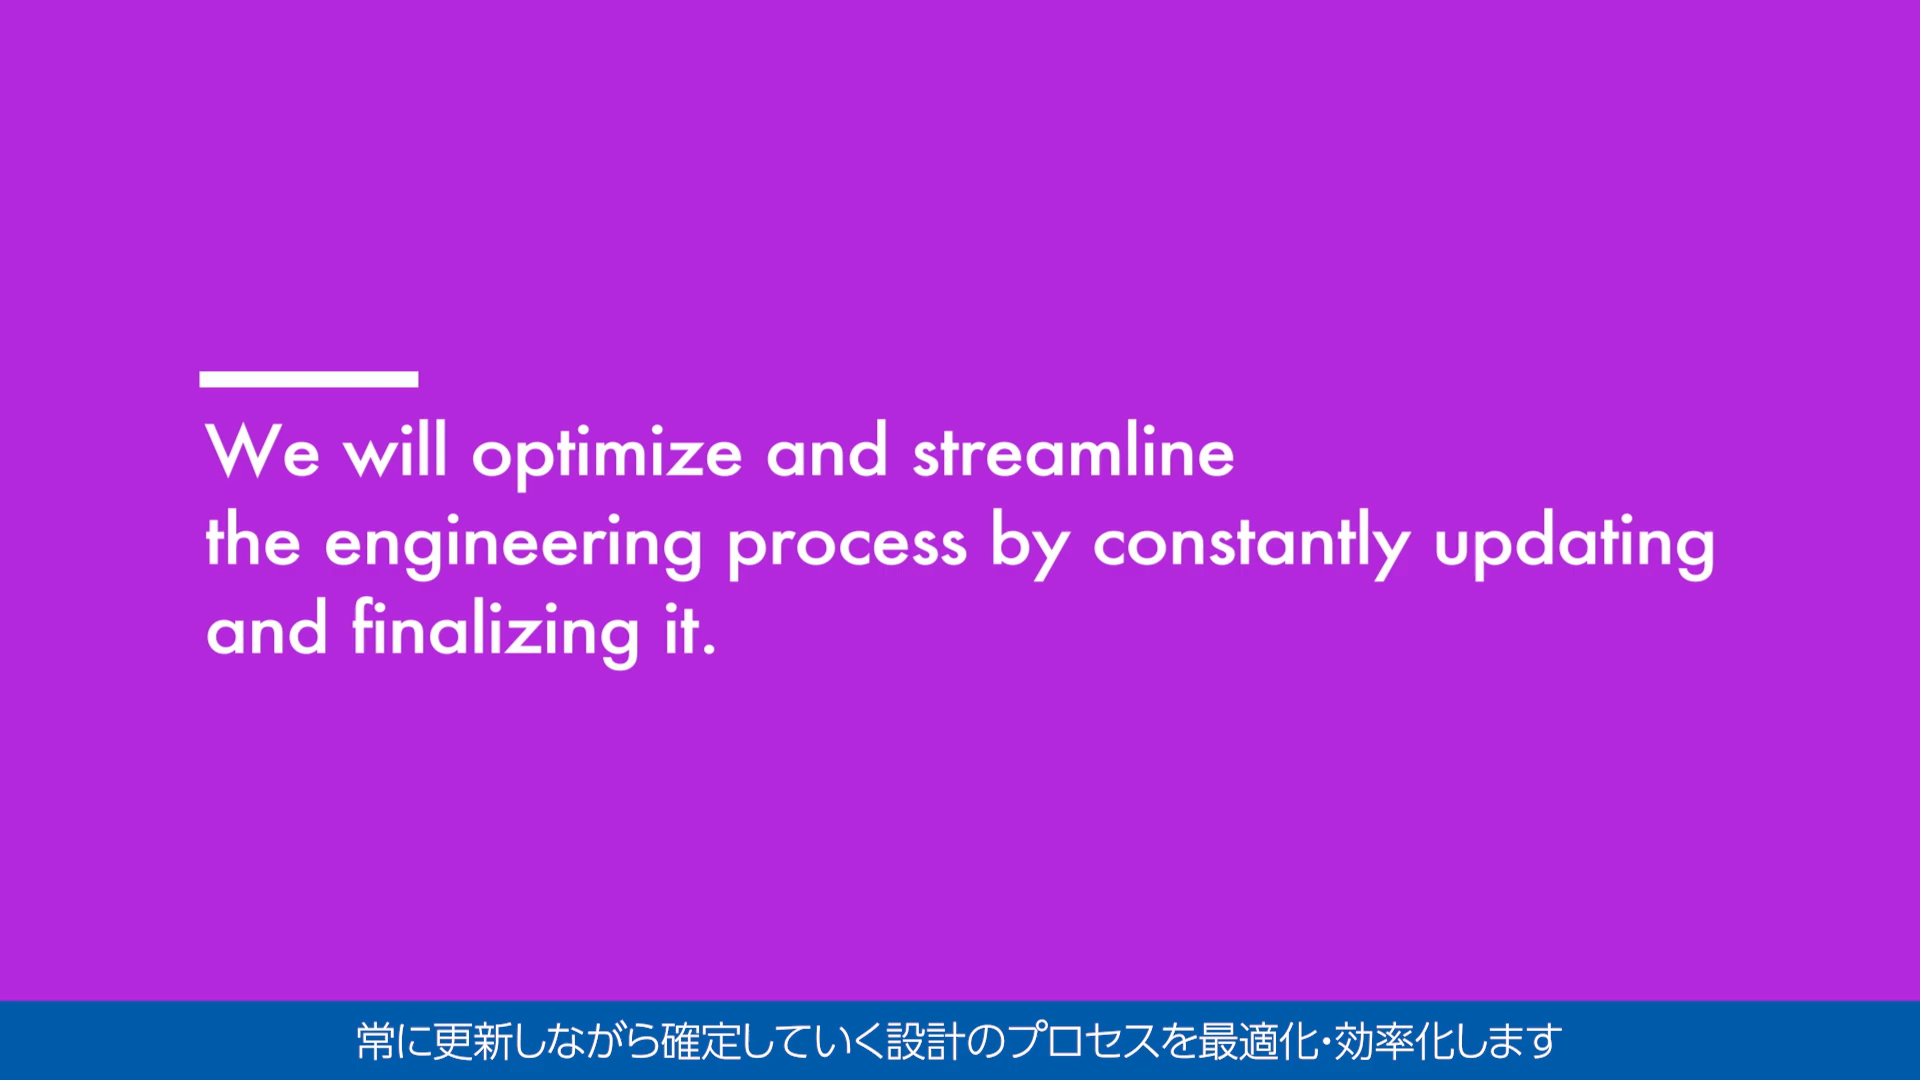 We will optimize and streamline
the engineering process by constantly updating
and finalizing it.
常に更新しながら確定していく設計のプロセスを最適化・効率化します